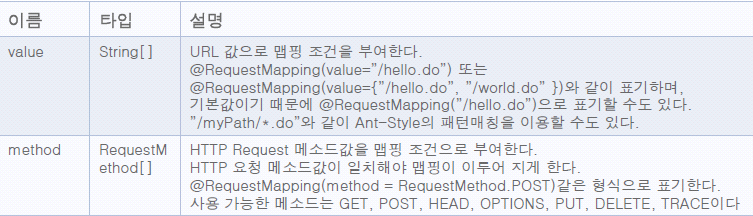 이름 타입 설명
value String[] URL 값으로 맵핑 조건을 부여한다.
@RequestMapping(value="/hello.do") 또는
@RequestMapping(value={"/hello.do", "/world.do" })와 같이 표기하며,
기본값이기 때문에 @RequestMapping("/hello.do")으로 표기할 수도 있다.
"/myPath/*.do"와 같이 Ant-Style의 패턴매칭을 이용할 수도 있다.
method RequestM HTTP Request 메소드값을 맵핑 조건으로 부여한다.
ethod[] HTTP 요청 메소드값이 일치해야 맵핑이 이루어 지게 한다.
@RequestMapping(method = RequestMethod.POST)같은 형식으로 표기한다.
사용 가능한 메소드는 GET, POST, HEAD, OPTIONS, PUT, DELETE, TRACE이다